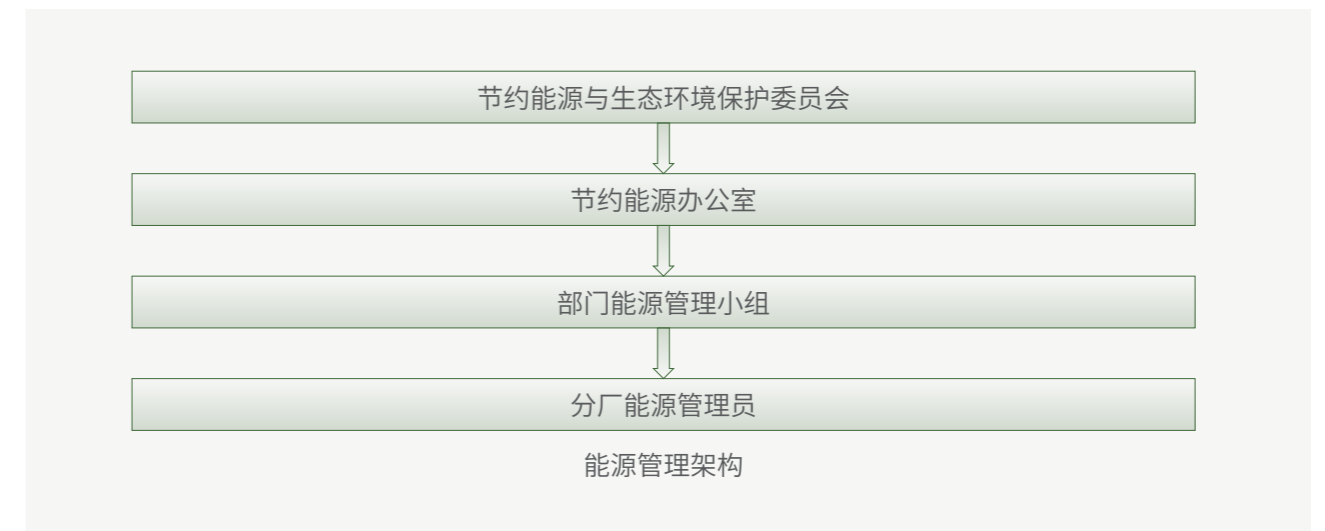 节约能源与生态环境保护委员会
节约能源办公室
部门能源管理小组
分厂能源管理员
能源管理架构